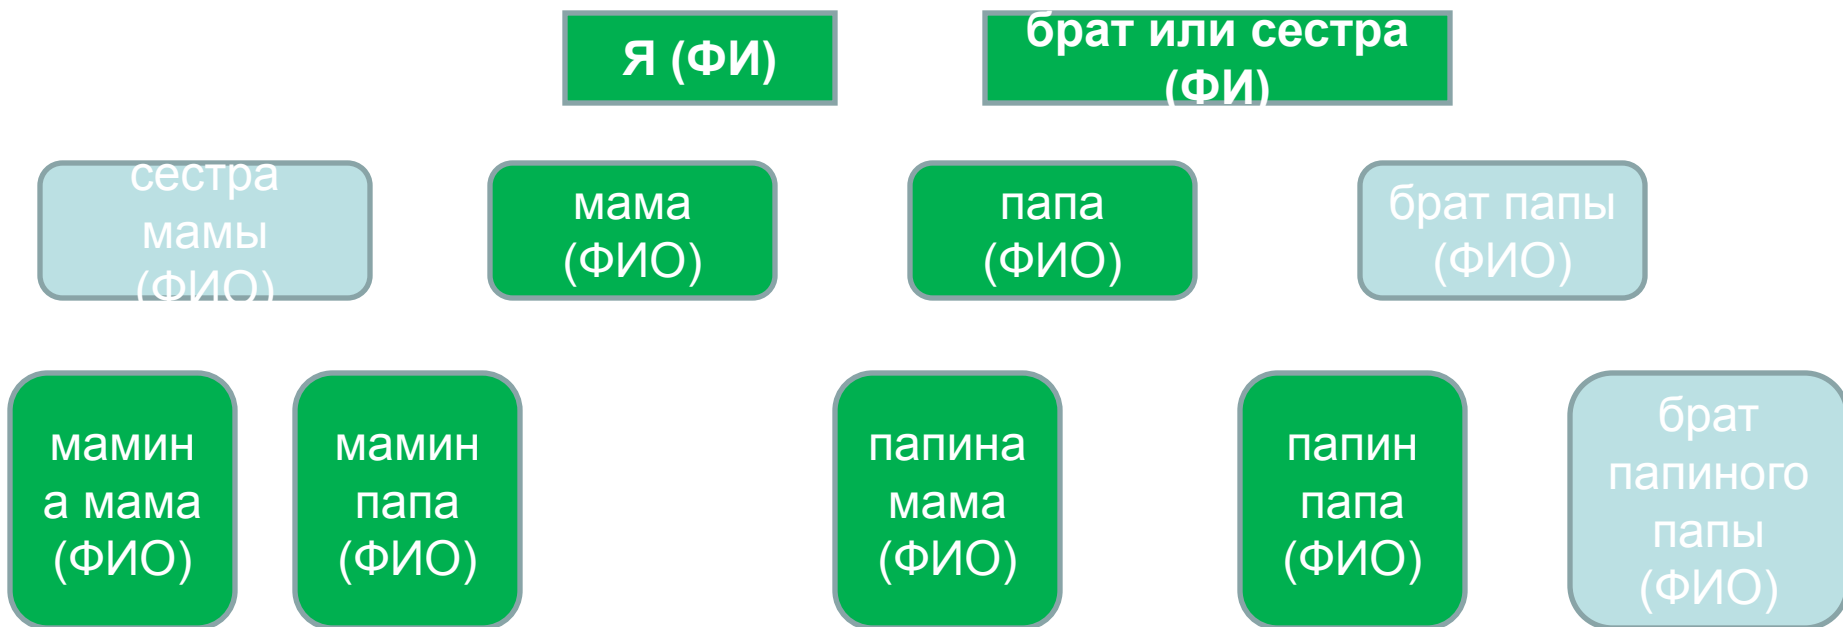 Я (ФИ)
брат или сестра
(ФИ)
сестра
мамы
(ФИО)
мама
(ФИО)
папа
(ФИО)
брат папы
(ФИО)
мамин
а мама
(ФИО)
мамин
папа
(ФИО)
папина
мама
(ФИО)
папин
папа
(ФИО)
брат
папиного
папы
(ФИО)